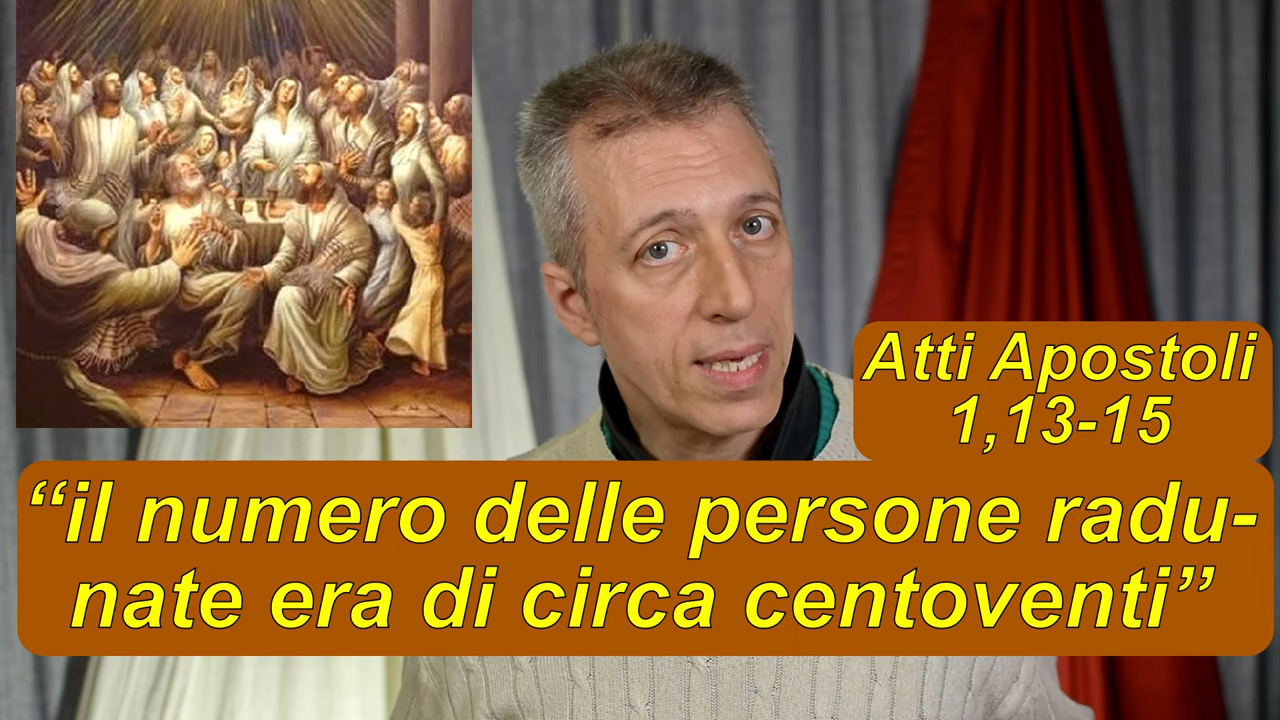 Atti Apostoli
1,13-15
“il numero delle persone radu-
nate era di circa centoventi”